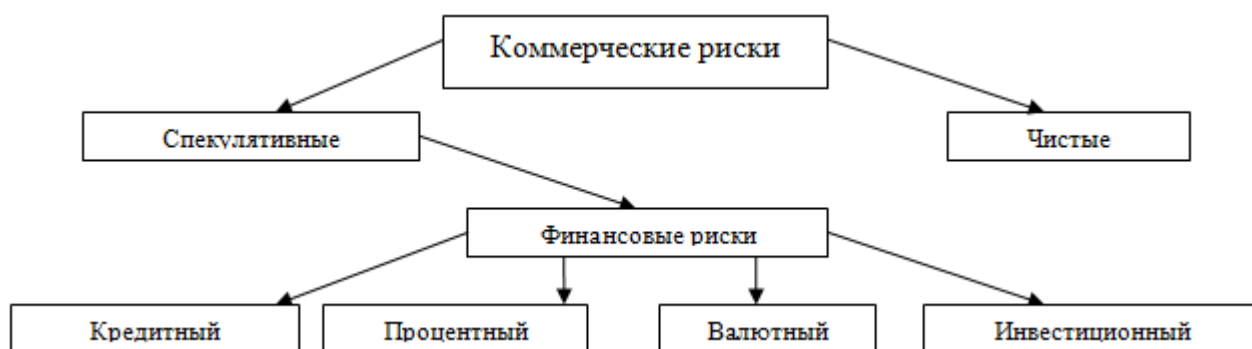 Коммерческие риски
Спекулятивные
Чистые
Финансовые риски
Кредитный
Процентный
Валютный
Инвестиционный